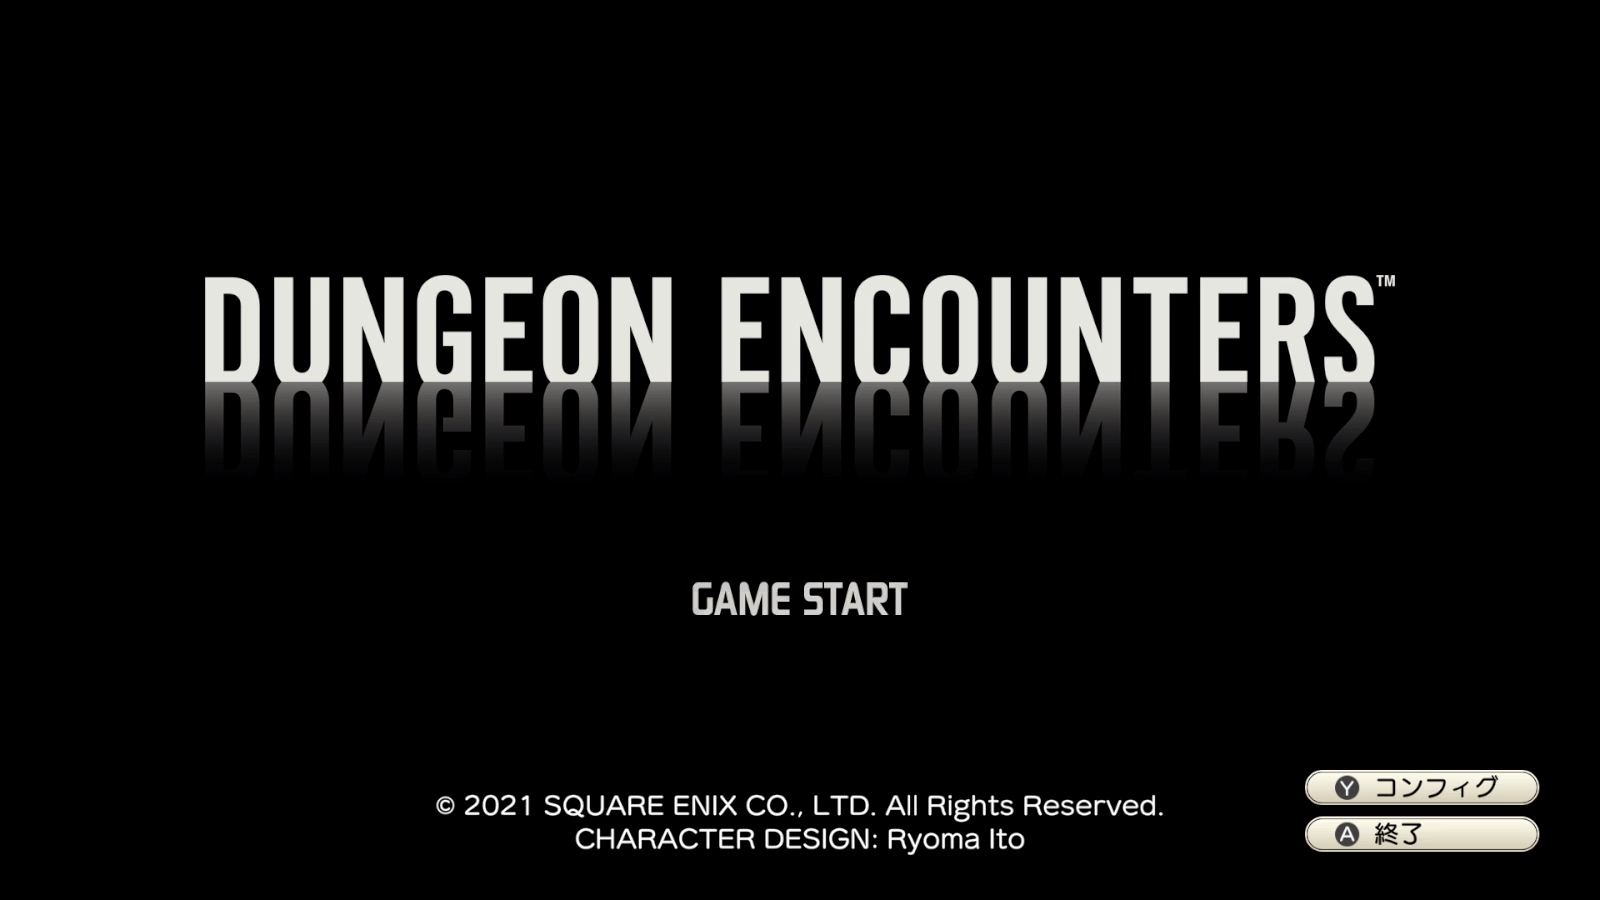 DUNGEON ENCOUNTERS™
GAME START
© 2021 SQUARE ENIX CO., LTD. All Rights Reserved.
CHARACTER DESIGN: Ryoma Ito
Y コンフィグ
A 終了